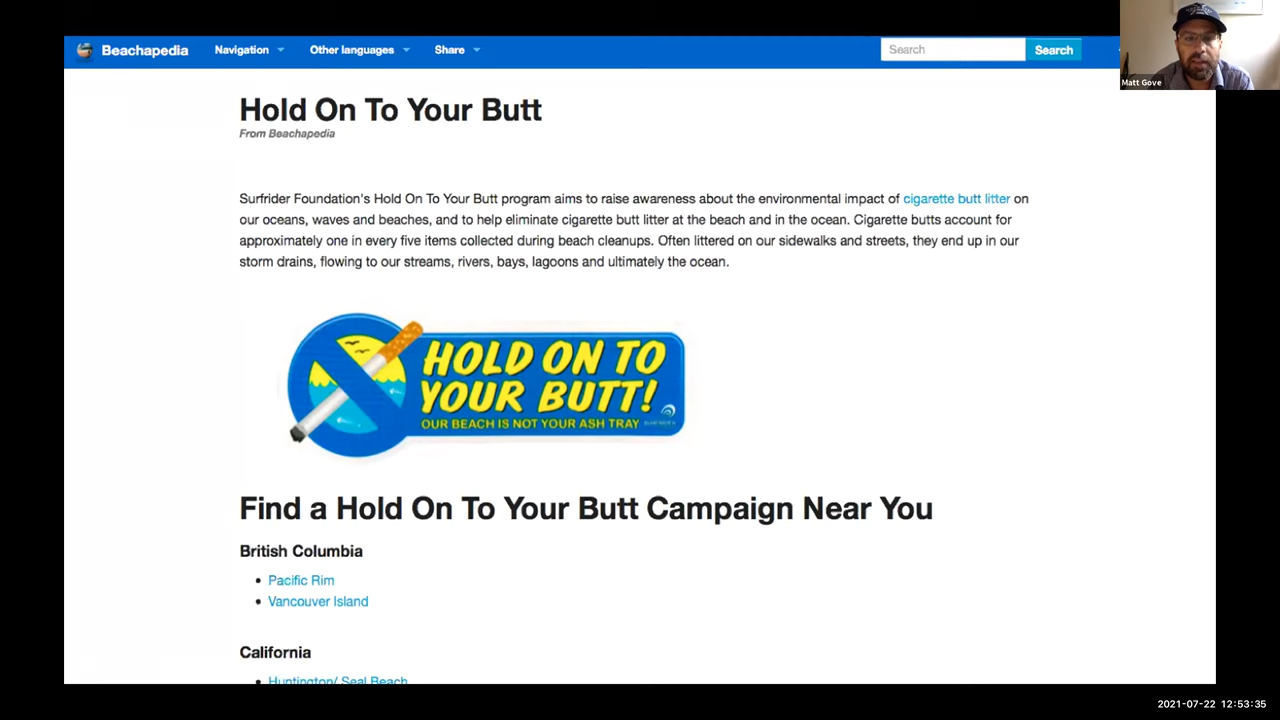 Beachapedia Navigation Other languages Share Search Search
Matt Gove
Hold On To Your Butt
From Beachapedia
Surfrider Foundation's Hold On To Your Butt program aims to raise awareness about the environmental impact of cigarette butt litter on
our oceans, waves and beaches, and to help eliminate cigarette butt litter at the beach and in the ocean. Cigarette butts account for
approximately one in every five items collected during beach cleanups. Often littered on our sidewalks and streets, they end up in our
storm drains, flowing to our streams, rivers, bays, lagoons and ultimately the ocean.
HOLD ON TO
YOUR BUTT!
OUR BEACH IS NOT YOUR ASH TRAY
Find a Hold On To Your Butt Campaign Near You
British Columbia
Pacific Rim
Vancouver Island
California
Huntington/ Seal Beach
2021-07-22 12:53:35